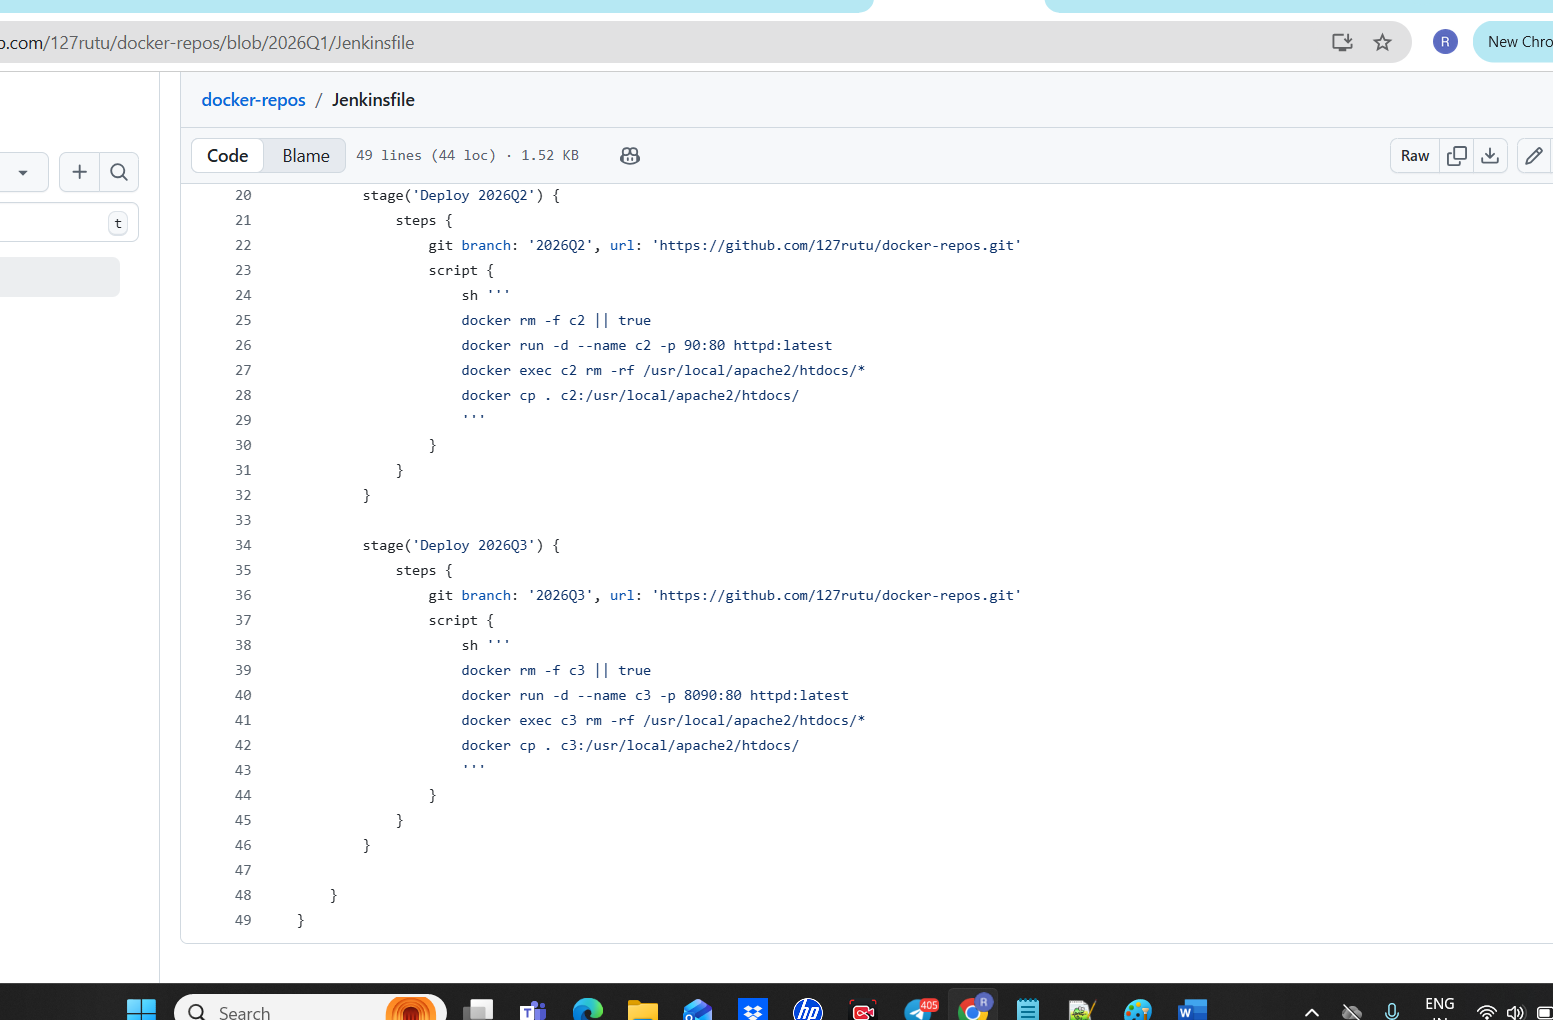 o.com/127rutu/docker-repos/blob/2026Q1/Jenkinsfile
R
New Chro
docker-repos / Jenkinsfile
Code Blame 49 lines (44 loc) · 1.52 KB
Raw
t
20 stage('Deploy 2026Q2') {
21 steps {
22 git branch: '2026Q2', url: 'https://github.com/127rutu/docker-repos.git'
23 script {
24 sh '''
25 docker rm -f c2 || true
26 docker run -d --name c2 -p 90:80 httpd:latest
27 docker exec c2 rm -rf /usr/local/apache2/htdocs/*
28 docker cp . c2:/usr/local/apache2/htdocs/
29 '''
30 }
31 }
32 }
33
34 stage('Deploy 2026Q3') {
35 steps {
36 git branch: '2026Q3', url: 'https://github.com/127rutu/docker-repos.git'
37 script {
38 sh '''
39 docker rm -f c3 || true
40 docker run -d --name c3 -p 8090:80 httpd:latest
41 docker exec c3 rm -rf /usr/local/apache2/htdocs/*
42 docker cp . c3:/usr/local/apache2/htdocs/
43 '''
44 }
45 }
46 }
47
48 }
49 }
Search
405
R
ENG